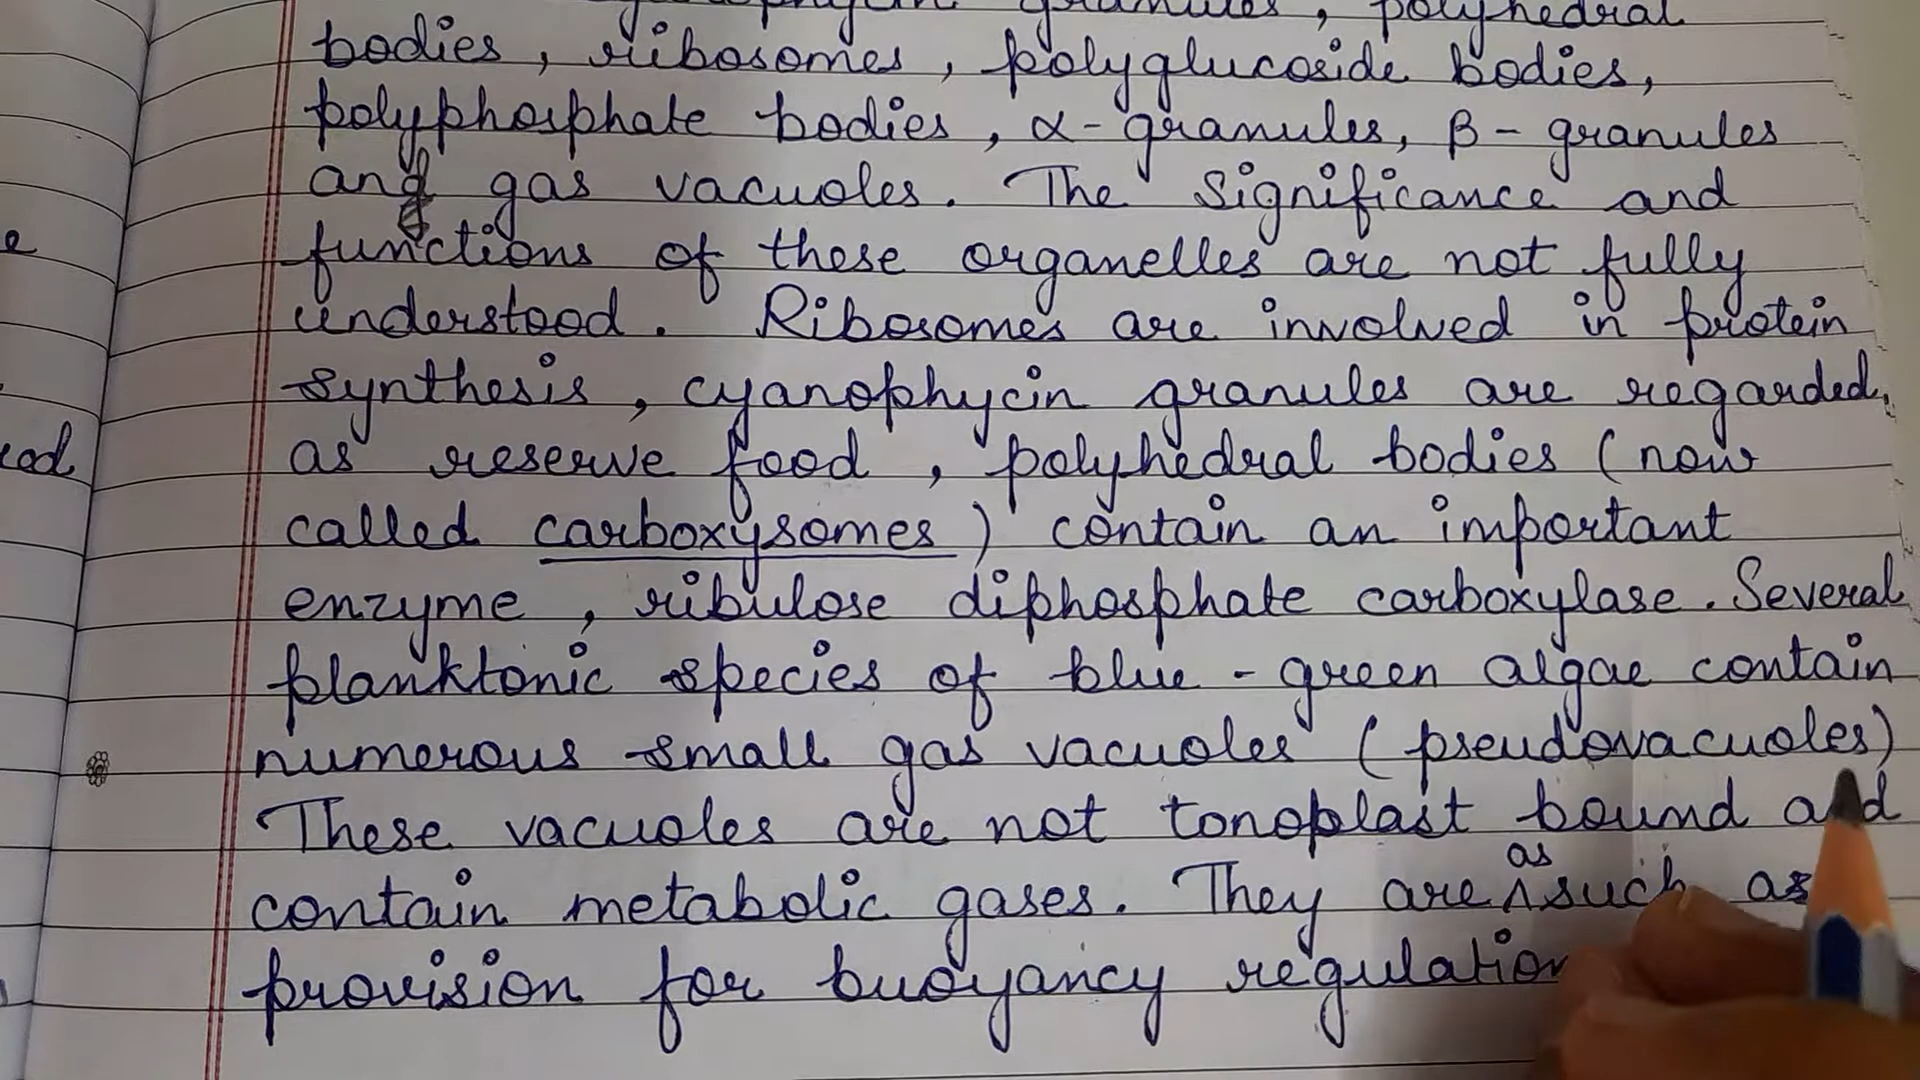 granules, polyhedral
bodies, ribosomes, polyglucoside bodies,
polyphosphate bodies, α-granules, β-granules
and gas vacuoles. The significance and
functions of these organelles are not fully
understood. Ribosomes are involved in protein
synthesis, cyanophycin granules are regarded
as reserve food, polyhedral bodies (now
called carboxysomes) contain an important
enzyme, ribulose diphosphate carboxylase. Several
planktonic species of blue-green algae contain
numerous small gas vacuoles (pseudovacuoles)
These vacuoles are not tonoplast bound and
contain metabolic gases. They are as such as
provision for buoyancy regulation